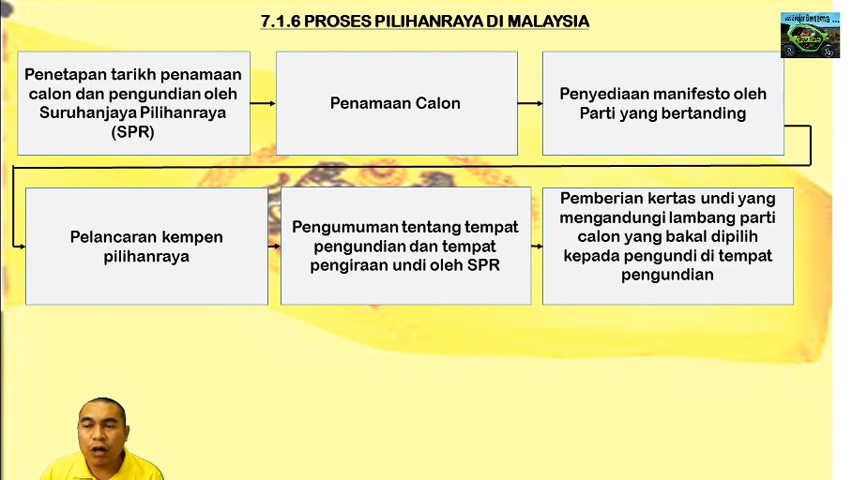 7.1.6 PROSES PILIHANRAYA DI MALAYSIA
Penetapan tarikh penamaan
calon dan pengundian oleh
Suruhanjaya Pilihanraya
(SPR)
Penamaan Calon
Penyediaan manifesto oleh
Parti yang bertanding
Pelancaran kempen
pilihanraya
Pengumuman tentang tempat
pengundian dan tempat
pengiraan undi oleh SPR
Pemberian kertas undi yang
mengandungi lambang parti
calon yang bakal dipilih
kepada pengundi di tempat
pengundian